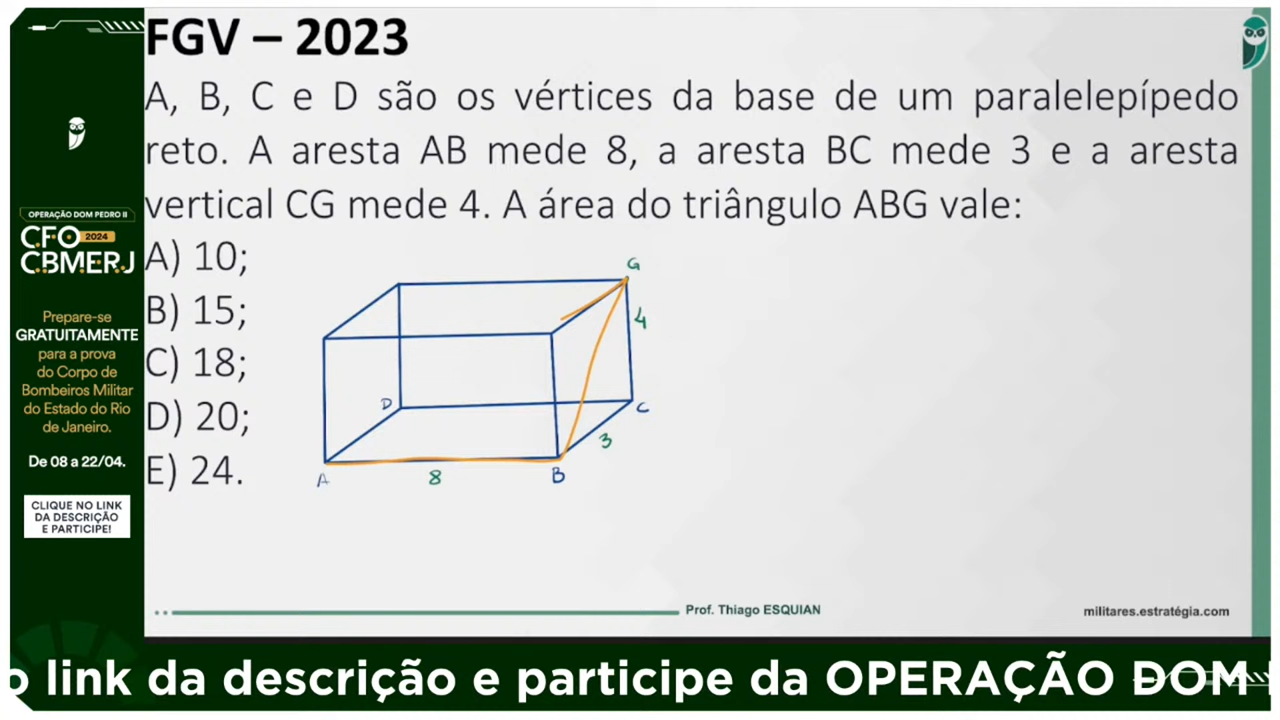 FGV – 2023
A, B, C e D são os vértices da base de um paralelepípedo
reto. A aresta AB mede 8, a aresta BC mede 3 e a aresta
vertical CG mede 4. A área do triângulo ABG vale:
A) 10;
B) 15;
C) 18;
D) 20;
E) 24.
G
4
D
C
3
A
8
B
OPERAÇÃO DOM PEDRO II
CFO 2024
CBMERJ
Prepare-se
GRATUITAMENTE
para a prova
do Corpo de
Bombeiros Militar
do Estado do Rio
de Janeiro.
De 08 a 22/04.
CLIQUE NO LINK
DA DESCRIÇÃO
E PARTICIPE!
Prof. Thiago ESQUIAN
militares.estratégia.com
o link da descrição e participe da OPERAÇÃO DOM